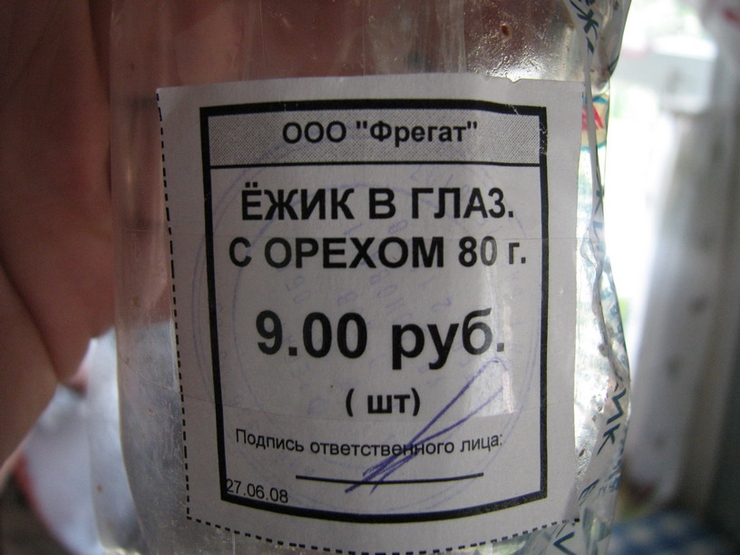 ООО "Фрегат"
ЁЖИК В ГЛАЗ.
С ОРЕХОМ 80 г.
9.00 руб.
( шт)
Подпись ответственного лица:
27.06.08